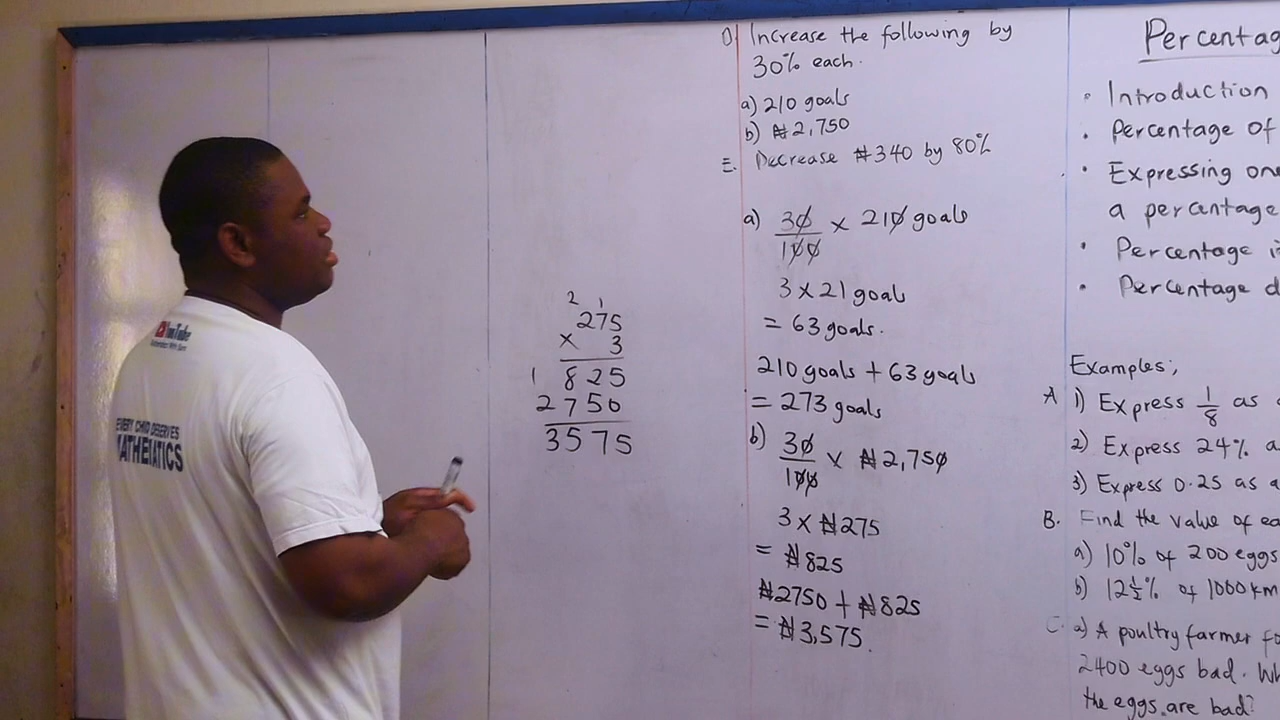 YouTube
EVERY CHILD DESERVES
MATHEMATICS
2 1
275
× 3
1 825
2750
3575
D) Increase the following by
30% each.
a) 210 goals
b) ₦2,750
E. Decrease ₦340 by 80%
a) 30/100 × 210 goals
3 × 21 goals
= 63 goals.
210 goals + 63 goals
= 273 goals
b) 30/100 × ₦2,750
3 × ₦275
= ₦825
₦2750 + ₦825
= ₦3,575.
Percentag
• Introduction
• Percentage of
• Expressing one
a percentage
• Percentage i
• Percentage d
Examples;
A 1) Express 1/8 as
2) Express 24% a
3) Express 0.25 as a
B. Find the value of ea
a) 10% of 200 eggs
b) 12½% of 1000km
C. a) A poultry farmer fo
2400 eggs bad. Wh
the eggs are bad?